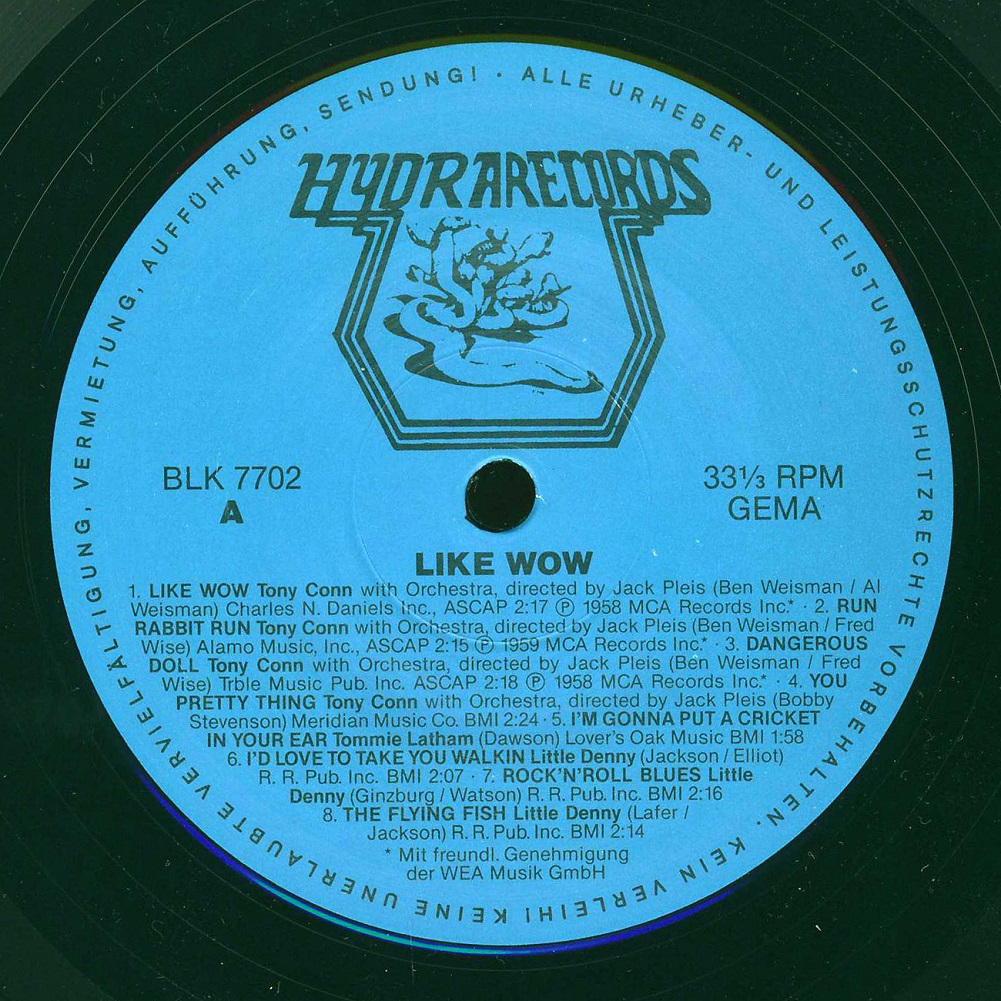 ALLE URHEBER- UND LEISTUNGSSCHUTZRECHTE VORBEHALTEN. KEIN VERLEIH! KEINE UNERLAUBTE VERVIELFÄLTIGUNG, VERMIETUNG, AUFFÜHRUNG, SENDUNG! ·
HYDRARECORDS
BLK 7702
A
33⅓ RPM
GEMA
LIKE WOW
1. LIKE WOW Tony Conn with Orchestra, directed by Jack Pleis (Ben Weisman / Al
Weisman) Charles N. Daniels Inc., ASCAP 2:17 ℗ 1958 MCA Records Inc.* · 2. RUN
RABBIT RUN Tony Conn with Orchestra, directed by Jack Pleis (Ben Weisman / Fred
Wise) Alamo Music, Inc., ASCAP 2:15 ℗ 1959 MCA Records Inc.* · 3. DANGEROUS
DOLL Tony Conn with Orchestra, directed by Jack Pleis (Ben Weisman / Fred
Wise) Trble Music Pub. Inc. ASCAP 2:18 ℗ 1958 MCA Records Inc.* · 4. YOU
PRETTY THING Tony Conn with Orchestra, directed by Jack Pleis (Bobby
Stevenson) Meridian Music Co. BMI 2:24 · 5. I'M GONNA PUT A CRICKET
IN YOUR EAR Tommie Latham (Dawson) Lover's Oak Music BMI 1:58
6. I'D LOVE TO TAKE YOU WALKIN Little Denny (Jackson / Elliot)
R. R. Pub. Inc. BMI 2:07 · 7. ROCK'N'ROLL BLUES Little
Denny (Ginzburg / Watson) R. R. Pub. Inc. BMI 2:16
8. THE FLYING FISH Little Denny (Lafer /
Jackson) R. R. Pub. Inc. BMI 2:14
* Mit freundl. Genehmigung
der WEA Musik GmbH